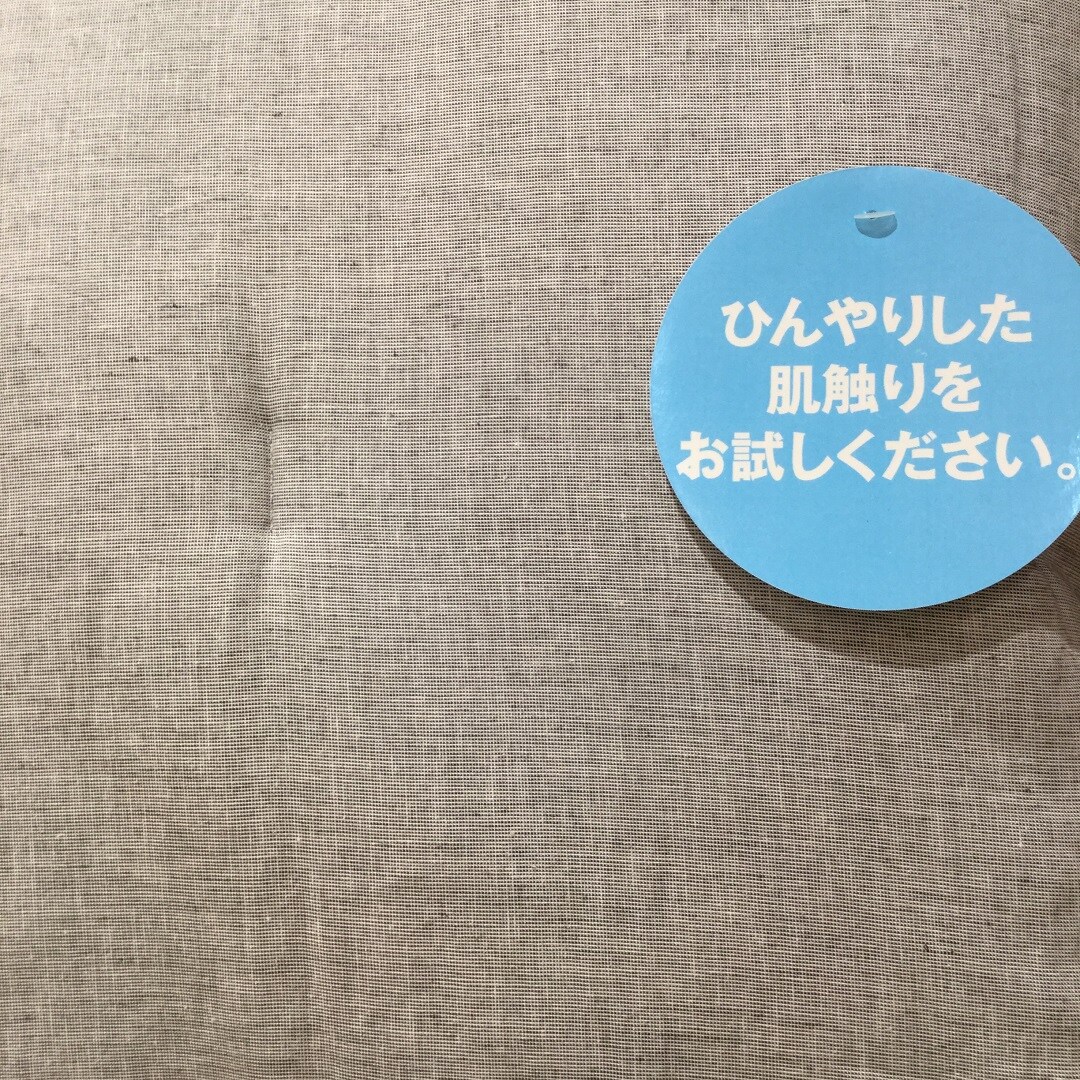 ひんやりした
肌触りを
お試しください。